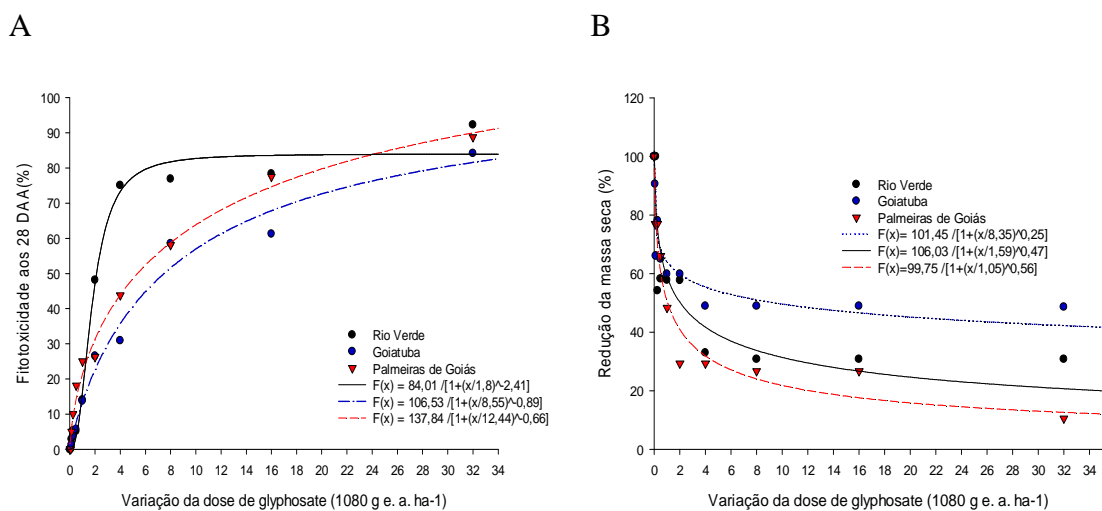 A
B
100
90
80
70
60
50
40
30
20
10
0
Fitotoxicidade aos 28 DAA(%)
Rio Verde
Goiatuba
Palmeiras de Goiás
F(x) = 84,01 /[1+(x/1,8)^-2,41]
F(x) = 106,53 /[1+(x/8,55)^-0,89]
F(x) = 137,84 /[1+(x/12,44)^-0,66]
0 2 4 6 8 10 12 14 16 18 20 22 24 26 28 30 32 34
Variação da dose de glyphosate (1080 g e. a. ha-1)
120
100
80
60
40
20
0
Redução da massa seca (%)
Rio Verde
Goiatuba
Palmeiras de Goiás
F(x)= 101,45 /[1+(x/8,35)^0,25)
F(x)= 106,03 /[1+(x/1,59)^0,47)
F(x)=99,75 /[1+(x/1,05)^0,56]
0 2 4 6 8 10 12 14 16 18 20 22 24 26 28 30 32 34
Variação da dose de glyphosate (1080 g e. a. ha-1)